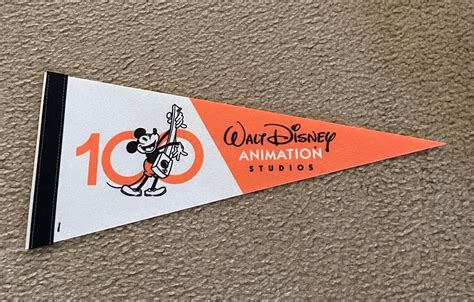 100
WALT DISNEY
ANIMATION
STUDIOS